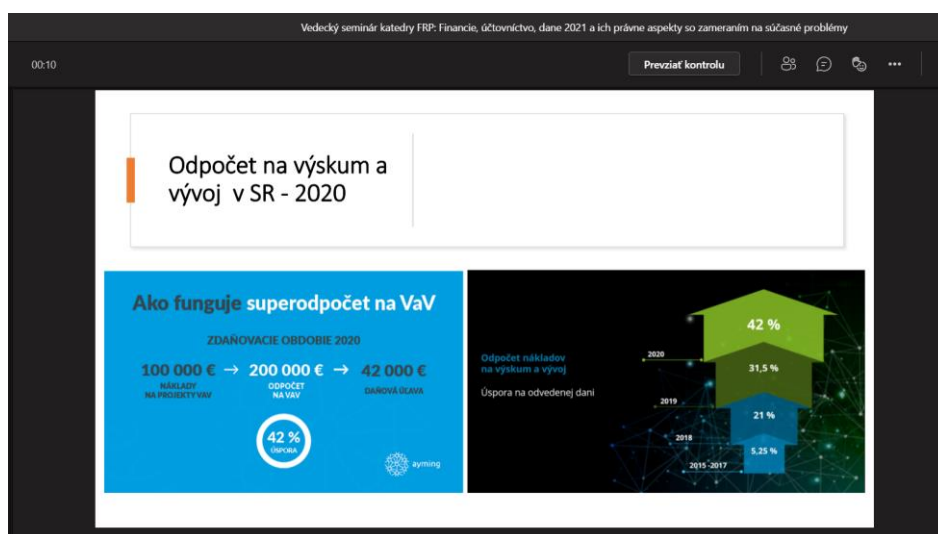 Vedecký seminár katedry FRP: Financie, účtovníctvo, dane 2021 a ich právne aspekty so zameraním na súčasné problémy
00:10
Prevziať kontrolu
Odpočet na výskum a
vývoj v SR - 2020
Ako funguje superodpočet na VaV
ZDAŇOVACIE OBDOBIE 2020
100 000 € → 200 000 € → 42 000 €
NÁKLADY
NA PROJEKTY VAV
ODPOČET
NA VAV
DAŇOVÁ ÚĽAVA
42 %
ÚSPORA
ayming
Odpočet nákladov
na výskum a vývoj
Úspora na odvedenej dani
2020
42 %
2019
31,5 %
2018
21 %
2015 -2017
5,25 %